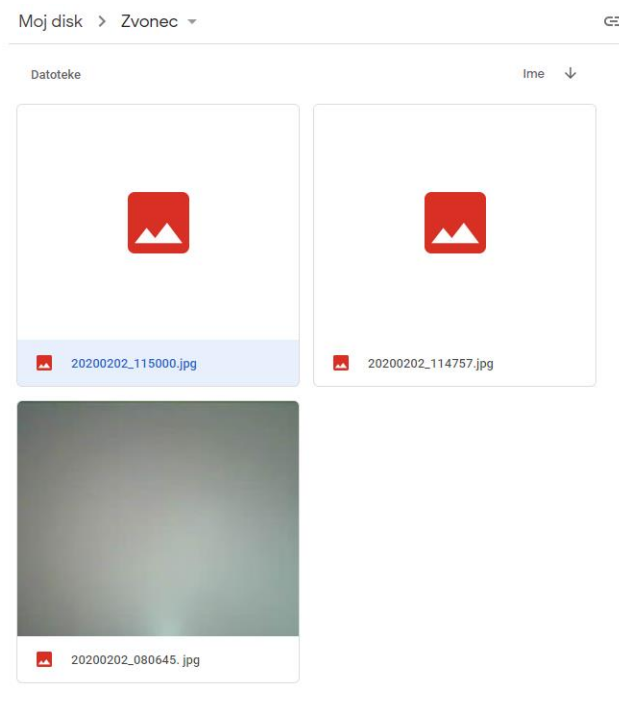 Moj disk > Zvonec
Datoteke
Ime
20200202_115000.jpg
20200202_114757.jpg
20200202_080645. jpg